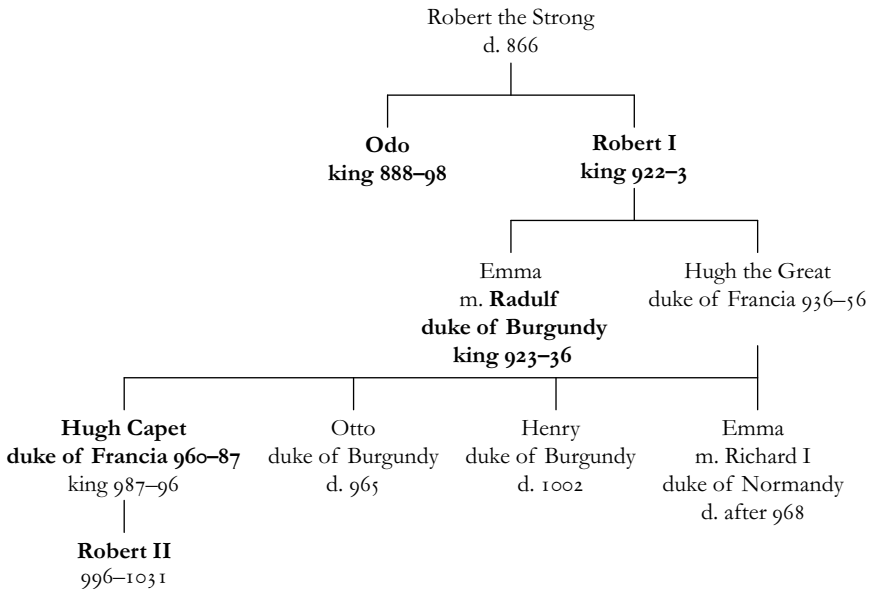 Robert the Strong
d. 866
Odo
king 888–98
Robert I
king 922–3
Emma
m. Radulf
duke of Burgundy
king 923–36
Hugh the Great
duke of Francia 936–56
Hugh Capet
duke of Francia 960–87
king 987–96
Otto
duke of Burgundy
d. 965
Henry
duke of Burgundy
d. 1002
Emma
m. Richard I
duke of Normandy
d. after 968
Robert II
996–1031